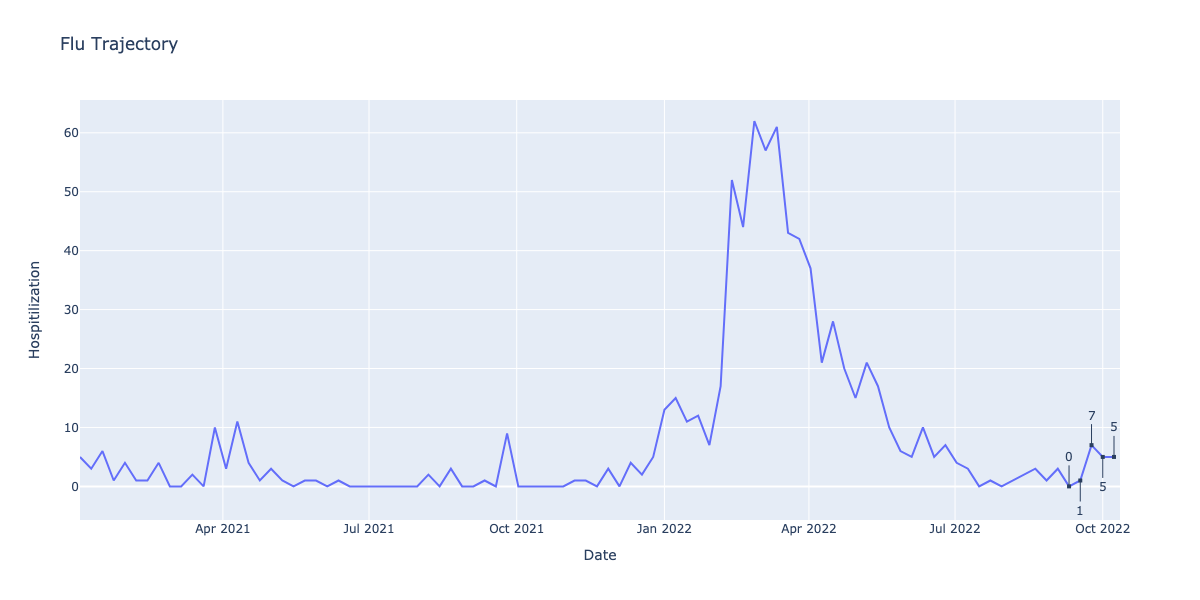 Flu Trajectory
Hospitilization
60
50
40
30
20
10
0
7
5
0
5
1
Apr 2021
Jul 2021
Oct 2021
Jan 2022
Apr 2022
Jul 2022
Oct 2022
Date